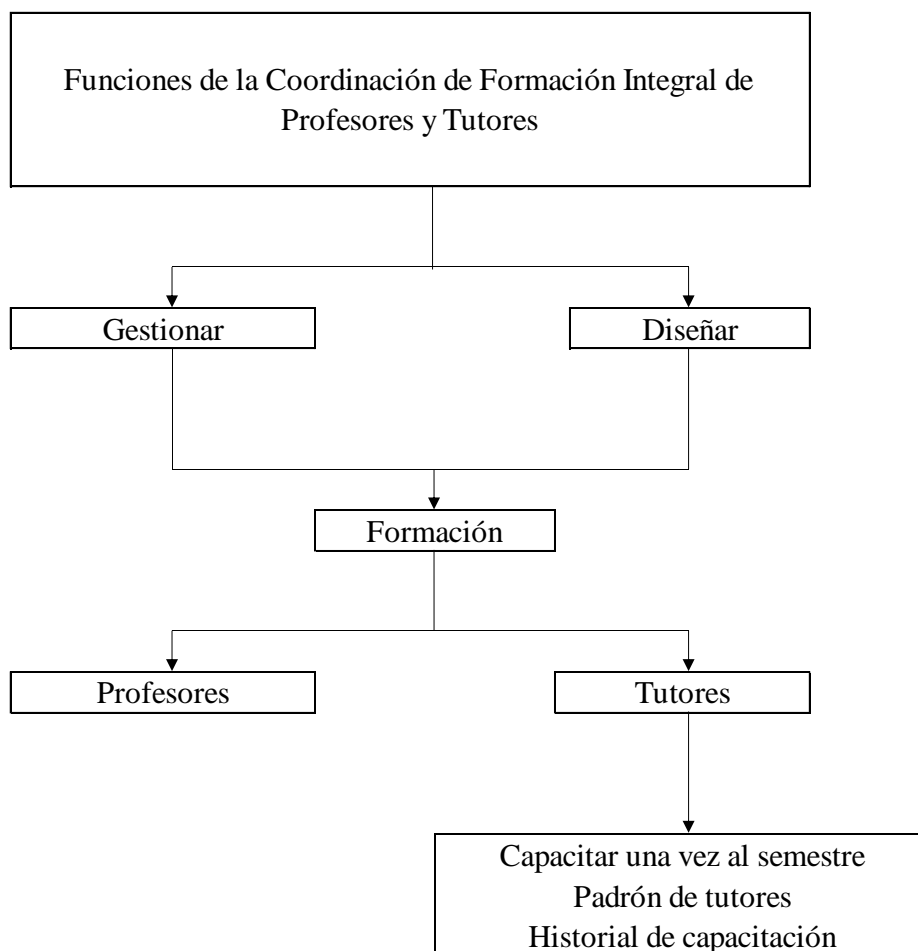 Funciones de la Coordinación de Formación Integral de
Profesores y Tutores
Gestionar
Diseñar
Formación
Profesores
Tutores
Capacitar una vez al semestre
Padrón de tutores
Historial de capacitación